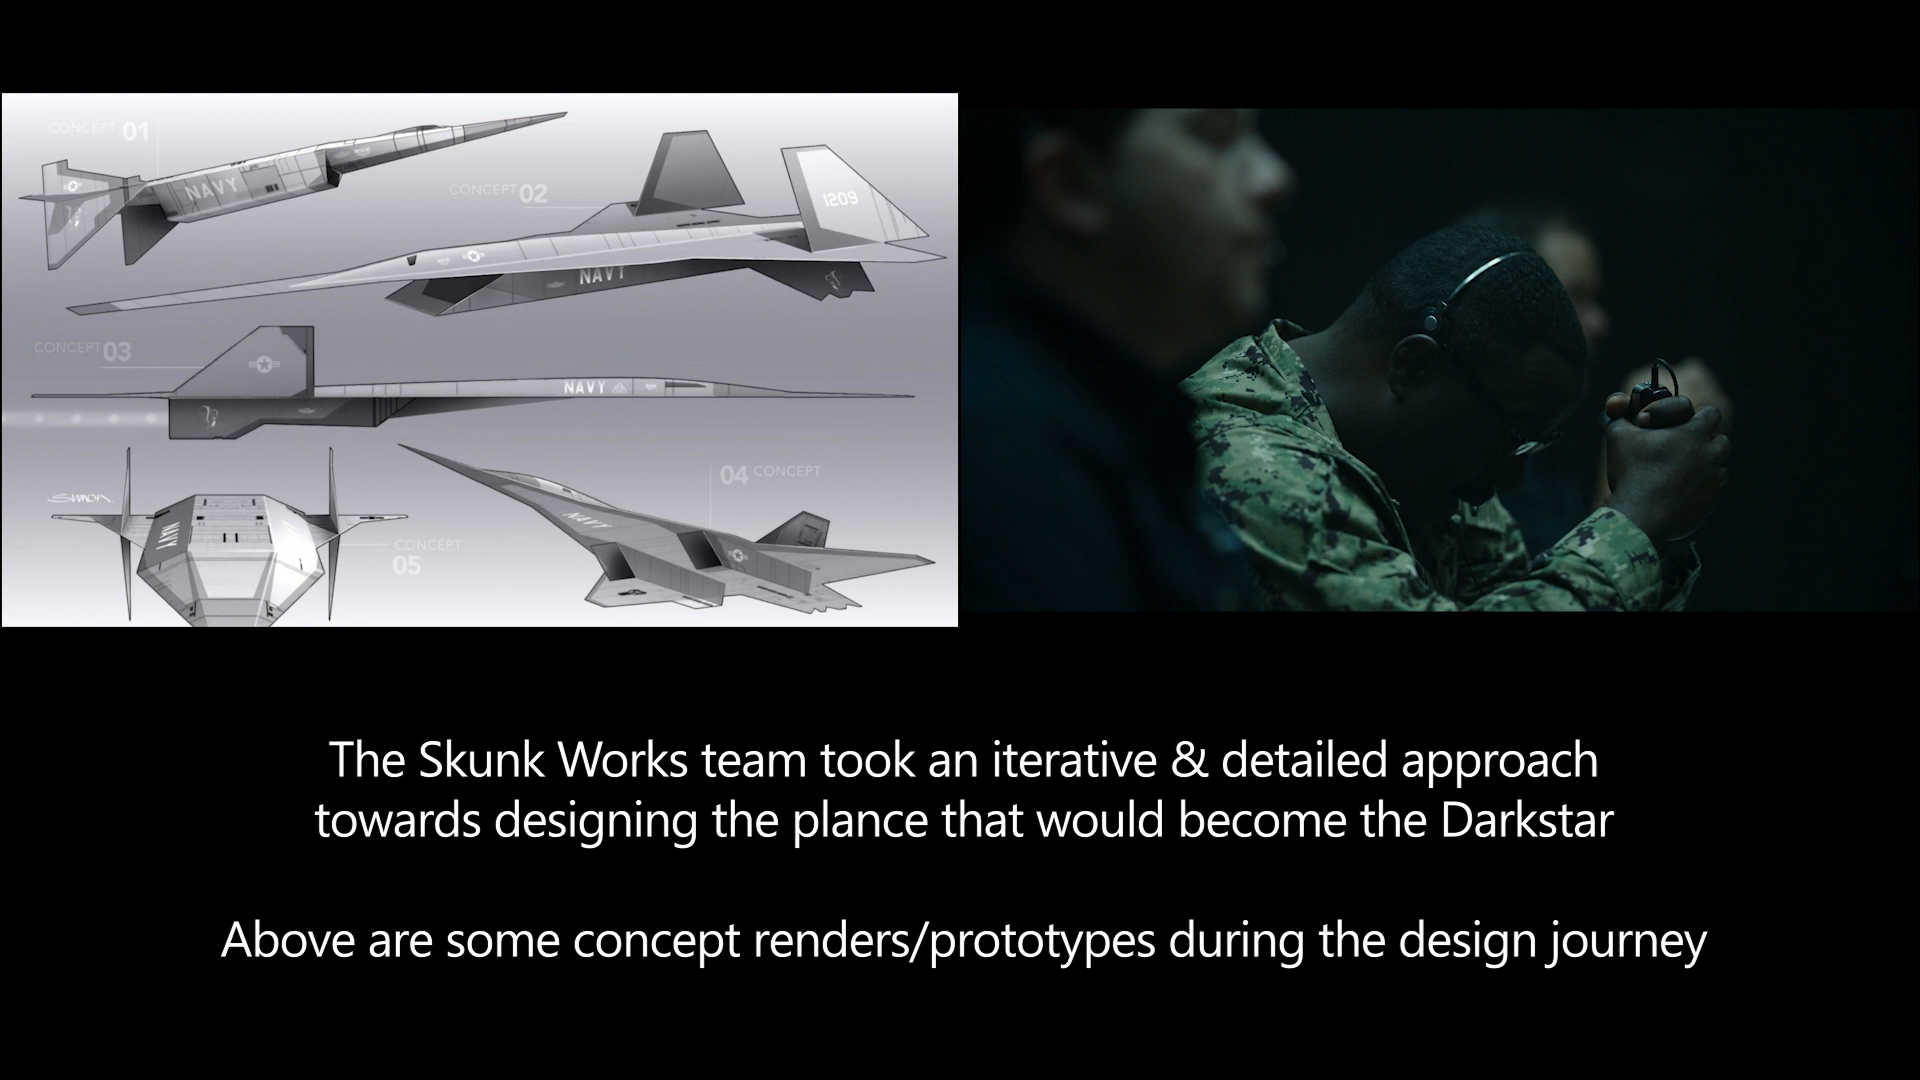 CONCEPT 01
NAVY
CONCEPT 02
1209
NAVY
CONCEPT 03
NAVY
04 CONCEPT
NAVY
SIMON
NAVY
CONCEPT
05
The Skunk Works team took an iterative & detailed approach
towards designing the plance that would become the Darkstar
Above are some concept renders/prototypes during the design journey